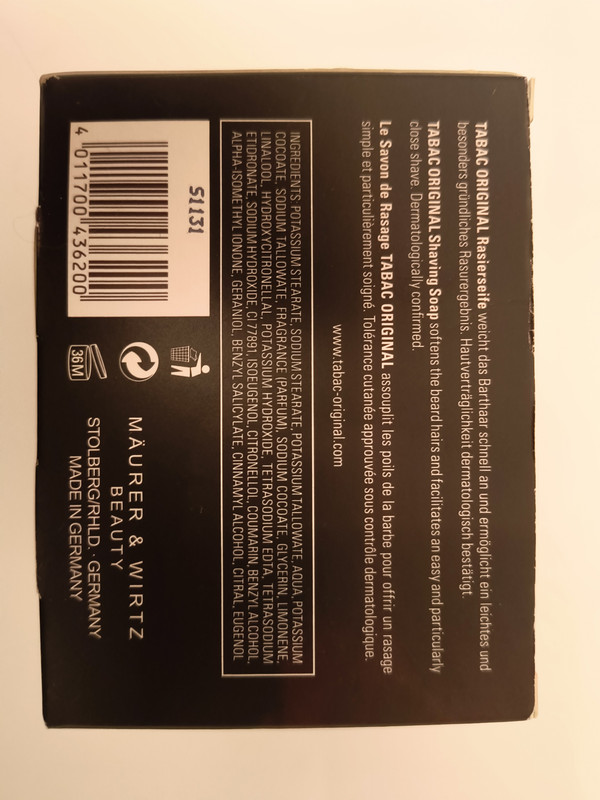 TABAC ORIGINAL Rasierseife weicht das Barthaar schnell an und ermöglicht ein leichtes und
besonders gründliches Rasurergebnis. Hautverträglichkeit dermatologisch bestätigt.
TABAC ORIGINAL Shaving Soap softens the beard hairs and facilitates an easy and particularly
close shave. Dermatologically confirmed.
Le Savon de Rasage TABAC ORIGINAL assouplit les poils de la barbe pour offrir un rasage
simple et particulièrement soigné. Tolérance cutanée approuvée sous contrôle dermatologique.
www.tabac-original.com
INGREDIENTS: POTASSIUM STEARATE, SODIUM STEARATE, POTASSIUM TALLOWATE, AQUA, POTASSIUM
COCOATE, SODIUM TALLOWATE, FRAGRANCE (PARFUM), SODIUM COCOATE, GLYCERIN, LIMONENE,
LINALOOL, HYDROXYCITRONELLAL, POTASSIUM HYDROXIDE, TETRASODIUM EDTA, TETRASODIUM
ETIDRONATE, SODIUM HYDROXIDE, CI 77891, ISOEUGENOL, CITRONELLOL, COUMARIN, BENZYL ALCOHOL,
ALPHA-ISOMETHYL IONONE, GERANIOL, BENZYL SALICYLATE, CINNAMYL ALCOHOL, CITRAL, EUGENOL
51131
4 011700 436200
36M
MÄURER & WIRTZ
BEAUTY
STOLBERG/RHLD. · GERMANY
MADE IN GERMANY